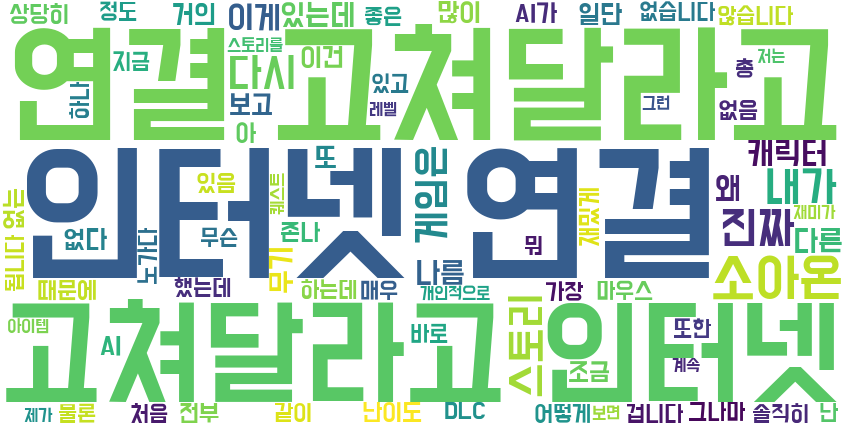 상당히 정도 거의 이게 있는데 좋은 많이 AI가 일단 없습니다 않습니다
연결 고쳐달라고
지금 스토리를 다시 이건 총 저는
하나 보고 있고 레벨 그런 없음
아
인터넷 연결
또 게임은 캐릭터
있음 퀘스트 왜 내가
됩니다 없는 없다 노가다 무슨 존나 뭐 재밌게 진짜 재미가 다른
무기 나름 소아온
때문에 했는데 하는데 매우 개인적으로 가장 마우스
고쳐달라고 인터넷
아이템 AI 바로 스토리 조금 또한 계속
제가 물론 처음 전부 같이 난이도 DLC 어떻게 보면 겁니다 그나마 솔직히 난